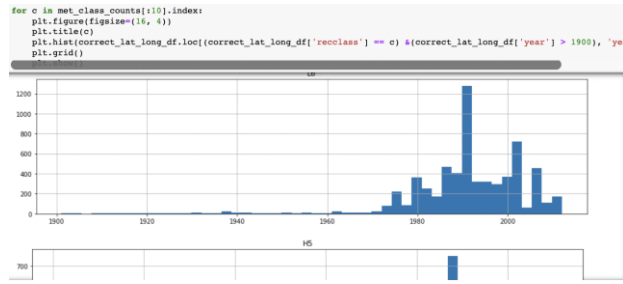 for c in met_class_counts[:10].index:
plt.figure(figsize=(16, 4))
plt.title(c)
plt.hist(correct_lat_long_df.loc[(correct_lat_long_df['recclass'] == c) &(correct_lat_long_df['year'] > 1900), 'ye
plt.grid()
1200
1000
800
600
400
200
0
1900 1920 1940 1960 1980 2000
H5
700